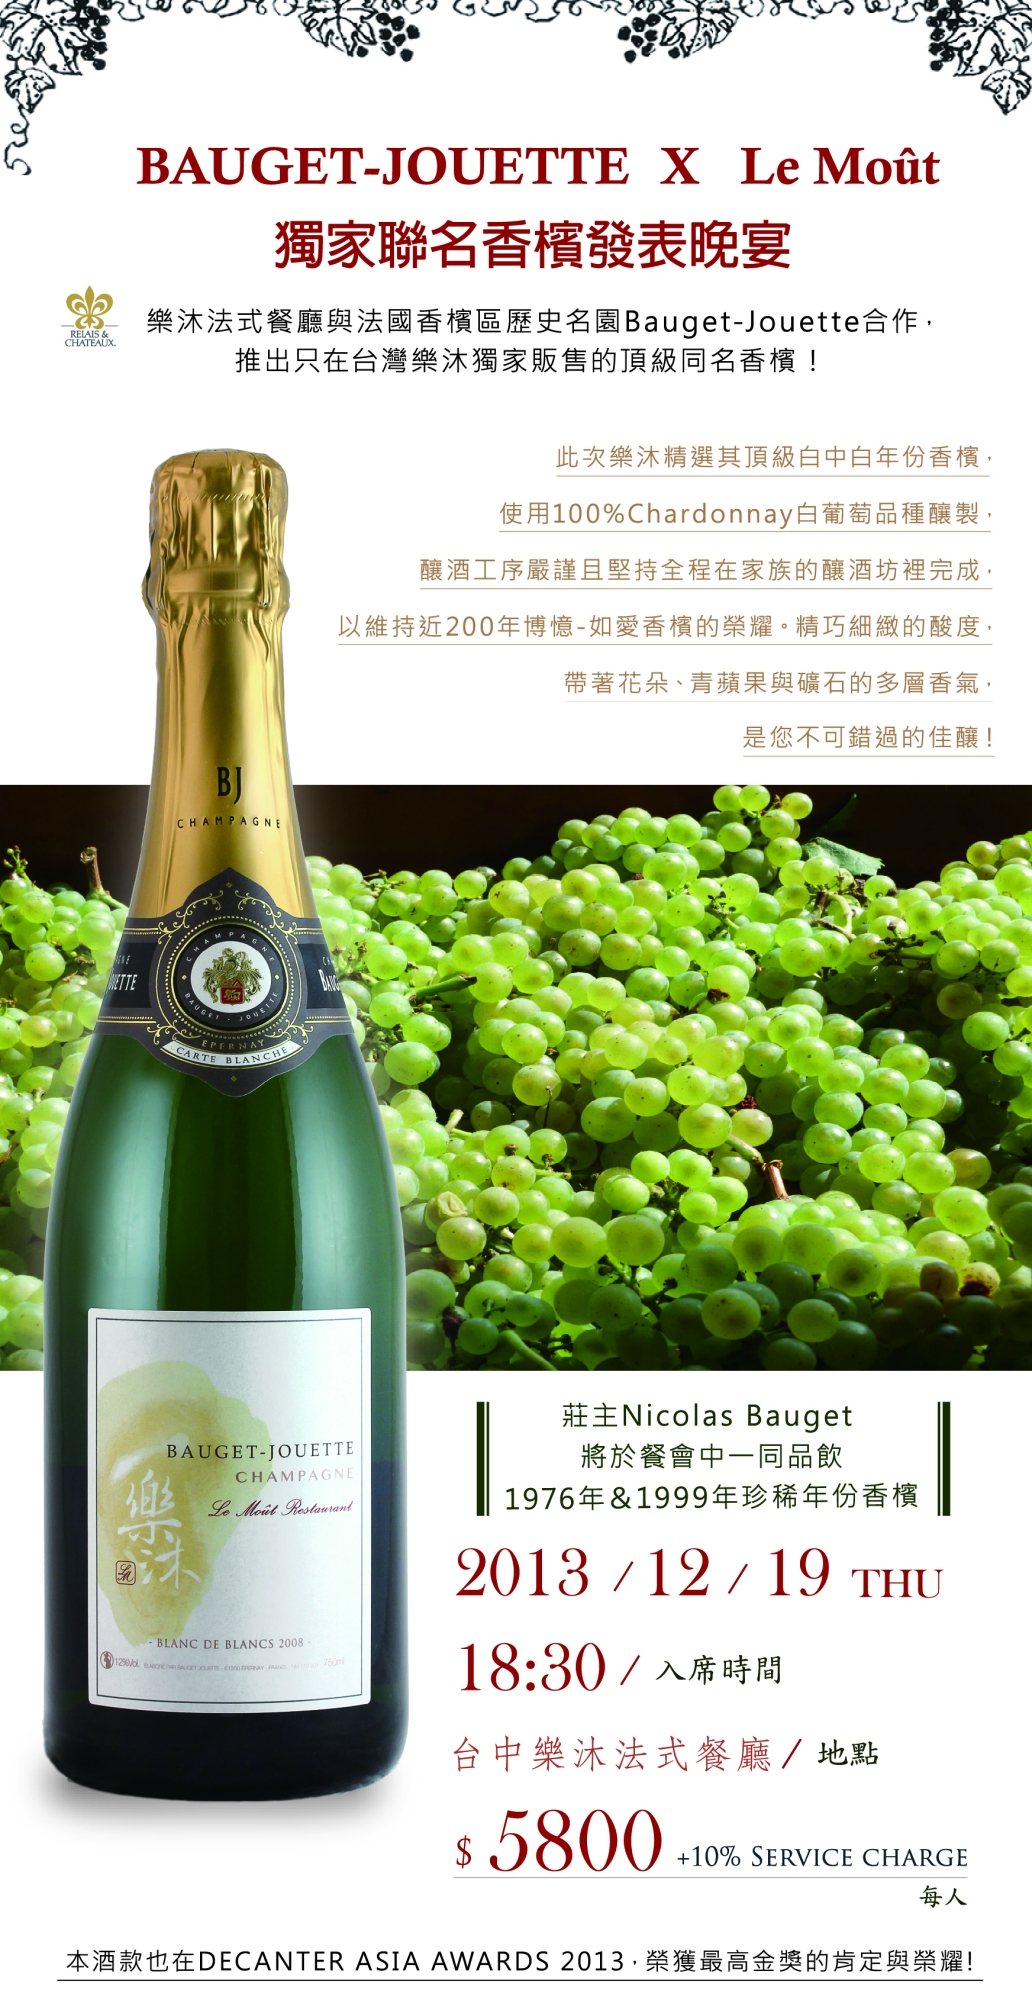 BAUGET-JOUETTE X Le Moût
獨家聯名香檳發表晚宴
RELAIS &
CHATEAUX.
樂沐法式餐廳與法國香檳區歷史名園Bauget-Jouette合作，
推出只在台灣樂沐獨家販售的頂級同名香檳！
此次樂沐精選其頂級白中白年份香檳，
使用100%Chardonnay白葡萄品種釀製，
釀酒工序嚴謹且堅持全程在家族的釀酒坊裡完成，
以維持近200年博憶-如愛香檳的榮耀。精巧細緻的酸度，
帶著花朵、青蘋果與礦石的多層香氣，
是您不可錯過的佳釀！
BJ
CHAMPAGNE
CHAMPAGNE
BAUGET - JOUETTE
EPERNAY
CARTE BLANCHE
BAUGET-JOUETTE
CHAMPAGNE
Le Moût Restaurant
樂沐
LM
- BLANC DE BLANCS 2008 -
12%Vol.
750ml
莊主Nicolas Bauget
將於餐會中一同品飲
1976年&1999年珍稀年份香檳
2013 / 12 / 19 THU
18:30 / 入席時間
台中樂沐法式餐廳 / 地點
$ 5800 +10% SERVICE CHARGE
每人
本酒款也在DECANTER ASIA AWARDS 2013，榮獲最高金獎的肯定與榮耀!